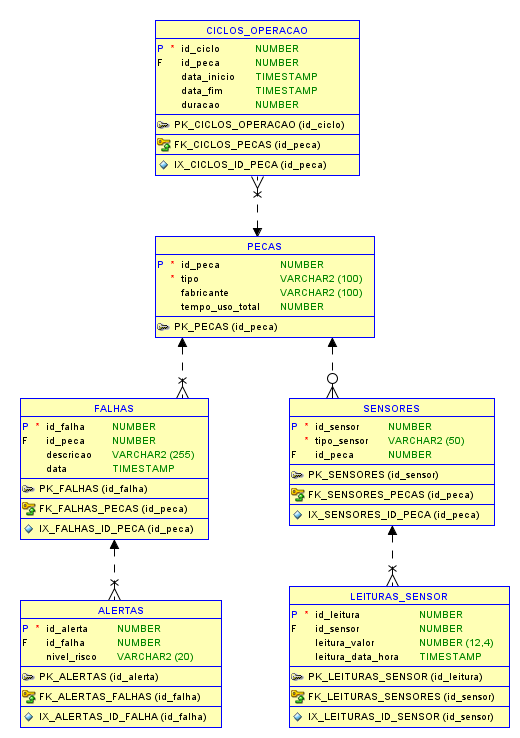 CICLOS_OPERACAO
P * id_ciclo NUMBER
F id_peca NUMBER
data_inicio TIMESTAMP
data_fim TIMESTAMP
duracao NUMBER
PK_CICLOS_OPERACAO (id_ciclo)
FK_CICLOS_PECAS (id_peca)
IX_CICLOS_ID_PECA (id_peca)
PECAS
P * id_peca NUMBER
* tipo VARCHAR2 (100)
fabricante VARCHAR2 (100)
tempo_uso_total NUMBER
PK_PECAS (id_peca)
FALHAS
P * id_falha NUMBER
F id_peca NUMBER
descricao VARCHAR2 (255)
data TIMESTAMP
PK_FALHAS (id_falha)
FK_FALHAS_PECAS (id_peca)
IX_FALHAS_ID_PECA (id_peca)
SENSORES
P * id_sensor NUMBER
* tipo_sensor VARCHAR2 (50)
F id_peca NUMBER
PK_SENSORES (id_sensor)
FK_SENSORES_PECAS (id_peca)
IX_SENSORES_ID_PECA (id_peca)
ALERTAS
P * id_alerta NUMBER
F id_falha NUMBER
nivel_risco VARCHAR2 (20)
PK_ALERTAS (id_alerta)
FK_ALERTAS_FALHAS (id_falha)
IX_ALERTAS_ID_FALHA (id_falha)
LEITURAS_SENSOR
P * id_leitura NUMBER
F id_sensor NUMBER
leitura_valor NUMBER (12,4)
leitura_data_hora TIMESTAMP
PK_LEITURAS_SENSOR (id_leitura)
FK_LEITURAS_SENSORES (id_sensor)
IX_LEITURAS_ID_SENSOR (id_sensor)